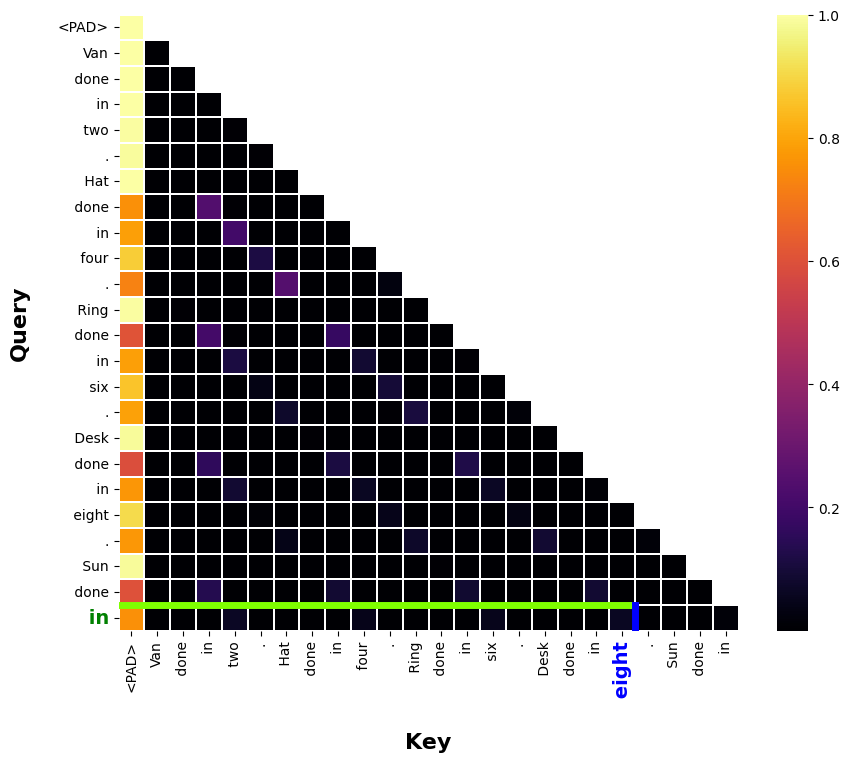 <PAD>
Van
done
in
two
.
Hat
done
in
four
.
Ring
done
in
six
.
Desk
done
in
eight
.
Sun
done
in
Query
<PAD>
Van
done
in
two
.
Hat
done
in
four
.
Ring
done
in
six
.
Desk
done
in
eight
.
Sun
done
in
Key
1.0
0.8
0.6
0.4
0.2